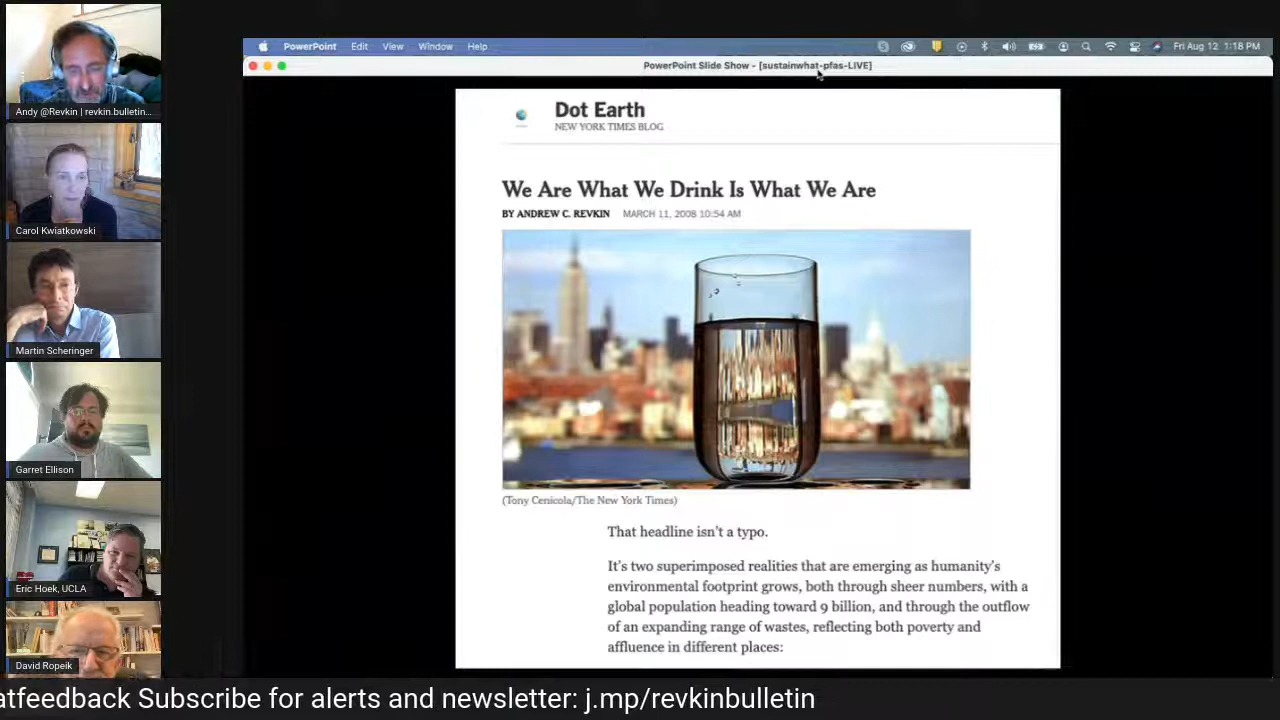 Andy @Revkin | revkin.bulletin...
Carol Kwiatkowski
Martin Scheringer
Garret Ellison
Eric Hoek, UCLA
David Ropeik
PowerPoint Edit View Window Help
Fri Aug 12 1:18 PM
PowerPoint Slide Show - [sustainwhat-pfas-LIVE]
Dot Earth
NEW YORK TIMES BLOG
We Are What We Drink Is What We Are
BY ANDREW C. REVKIN MARCH 11, 2008 10:54 AM
(Tony Cenicola/The New York Times)
That headline isn't a typo.
It's two superimposed realities that are emerging as humanity's
environmental footprint grows, both through sheer numbers, with a
global population heading toward 9 billion, and through the outflow
of an expanding range of wastes, reflecting both poverty and
affluence in different places:
atfeedback Subscribe for alerts and newsletter: j.mp/revkinbulletin